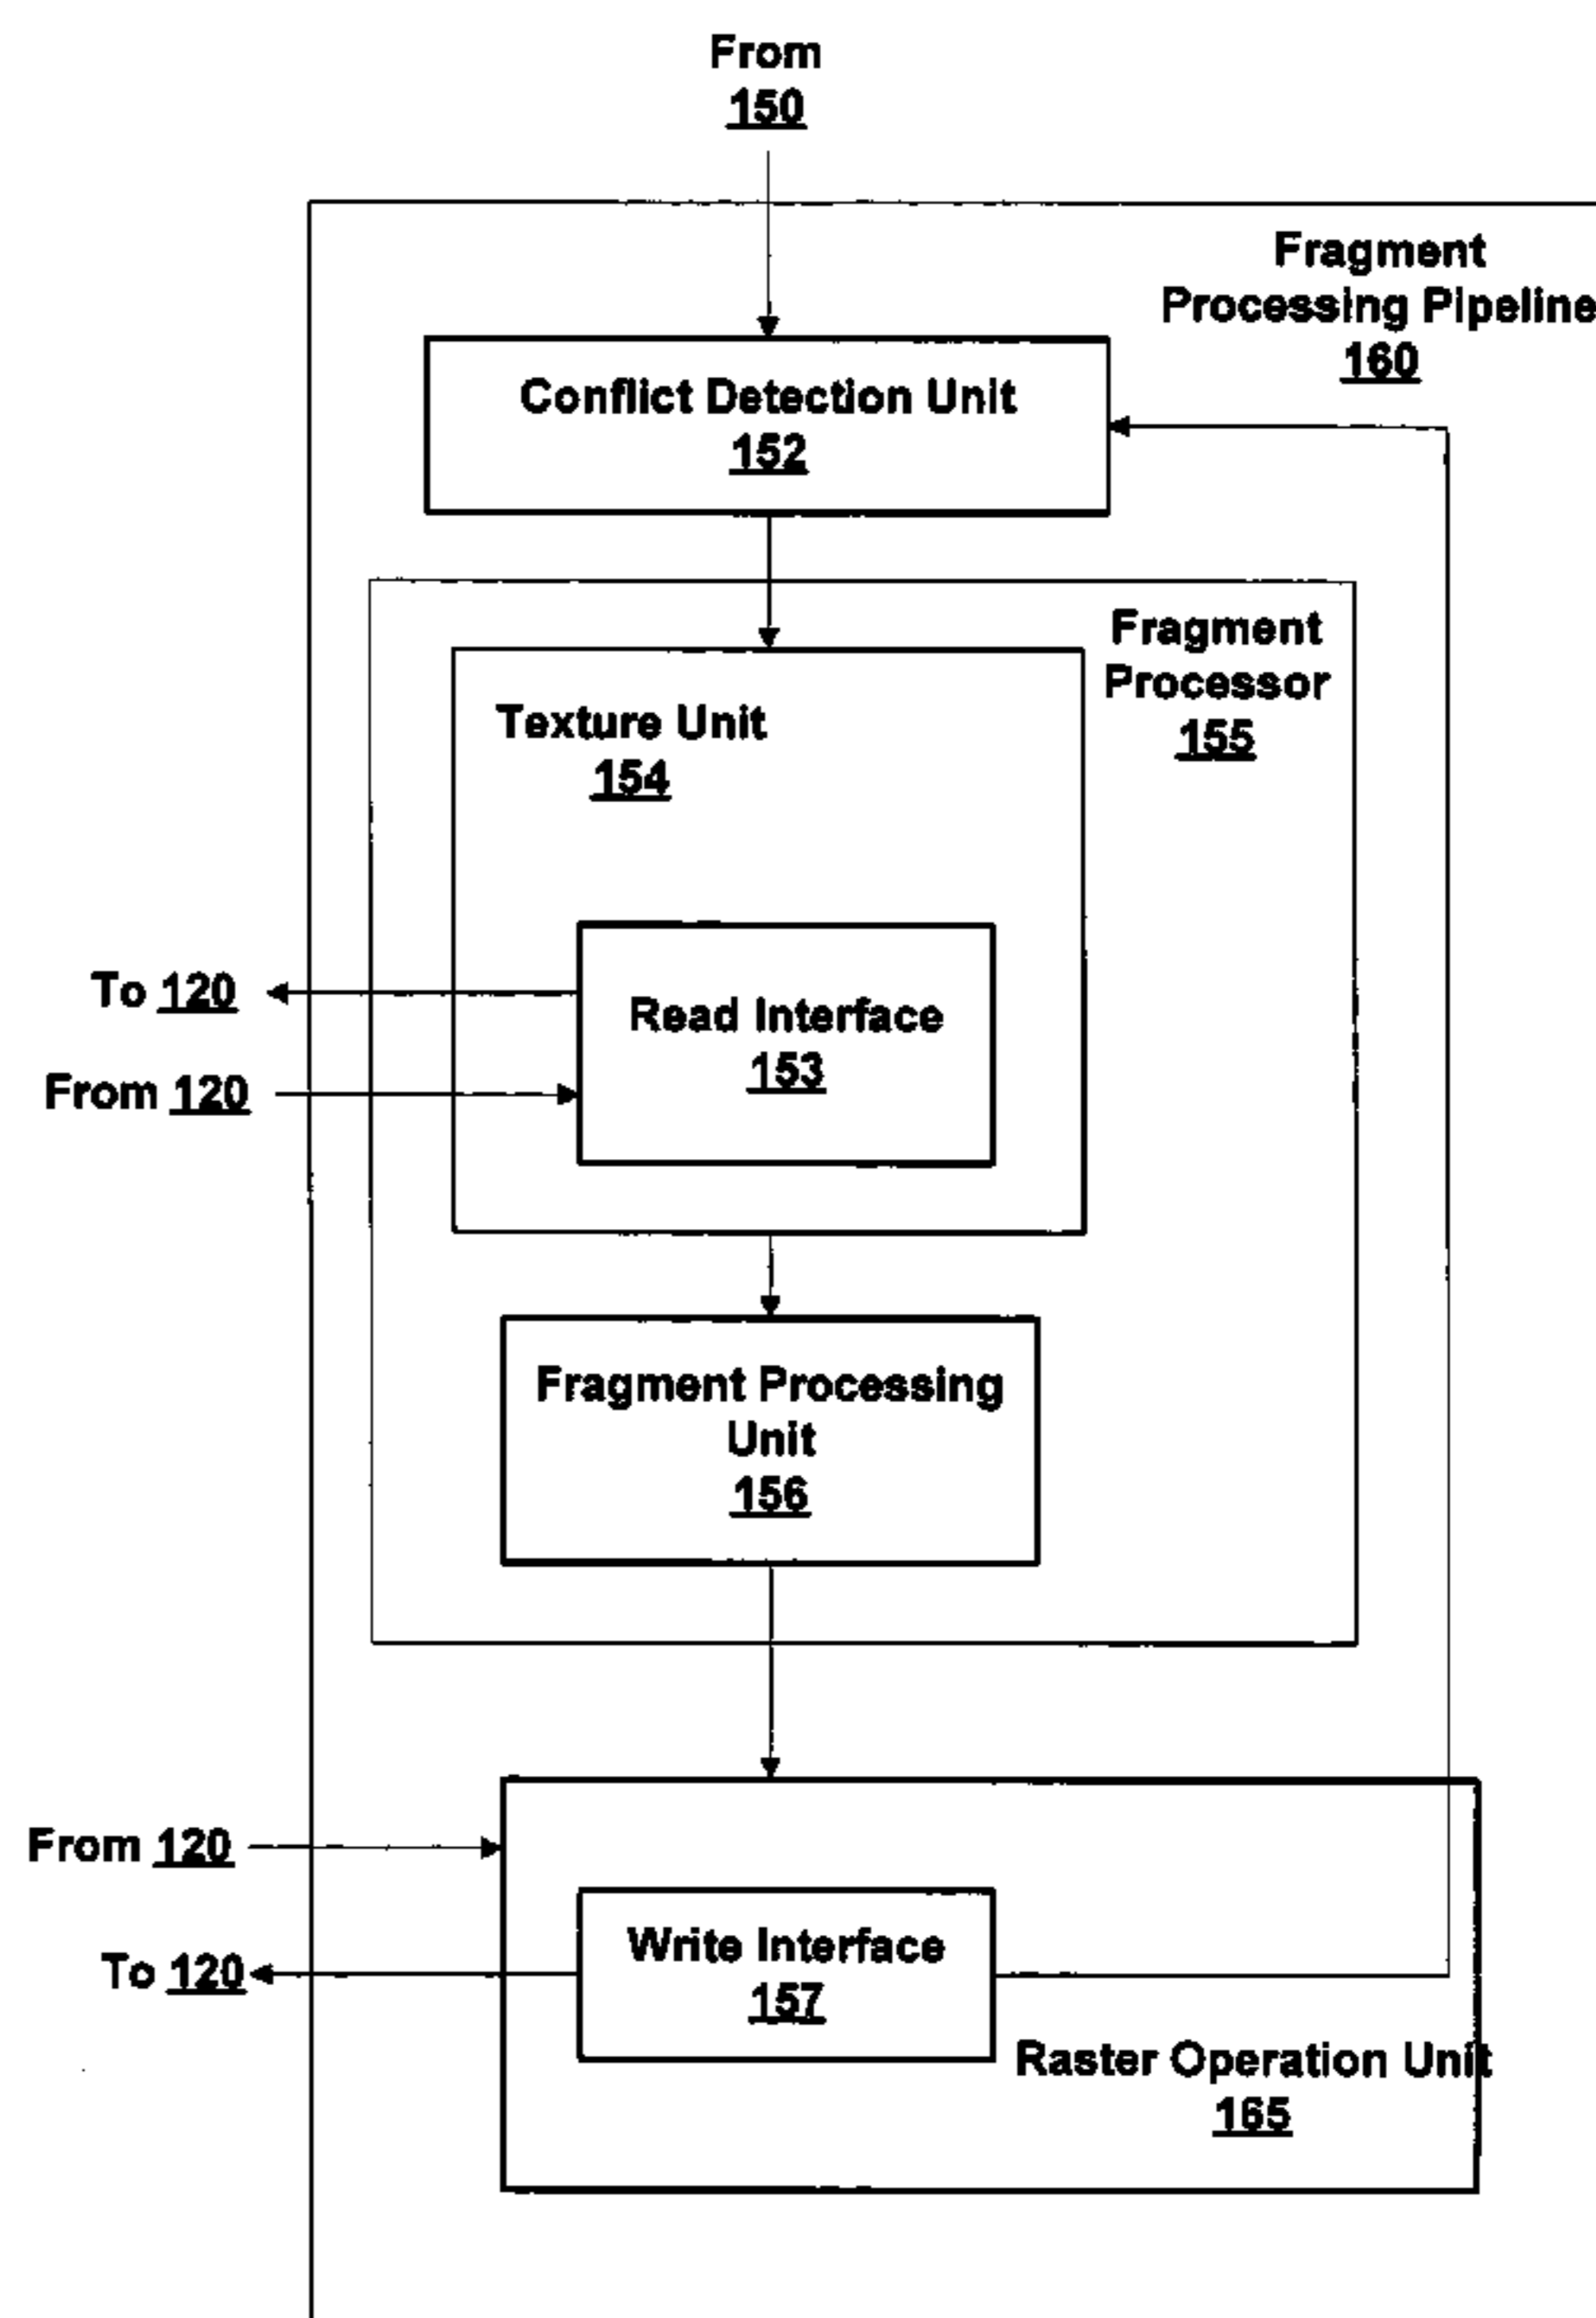 From
150
Fragment
Processing Pipeline
160
Conflict Detection Unit
152
Fragment
Processor
155
Texture Unit
154
To 120
Read Interface
153
From 120
Fragment Processing
Unit
156
From 120
Write Interface
157
To 120
Raster Operation Unit
165